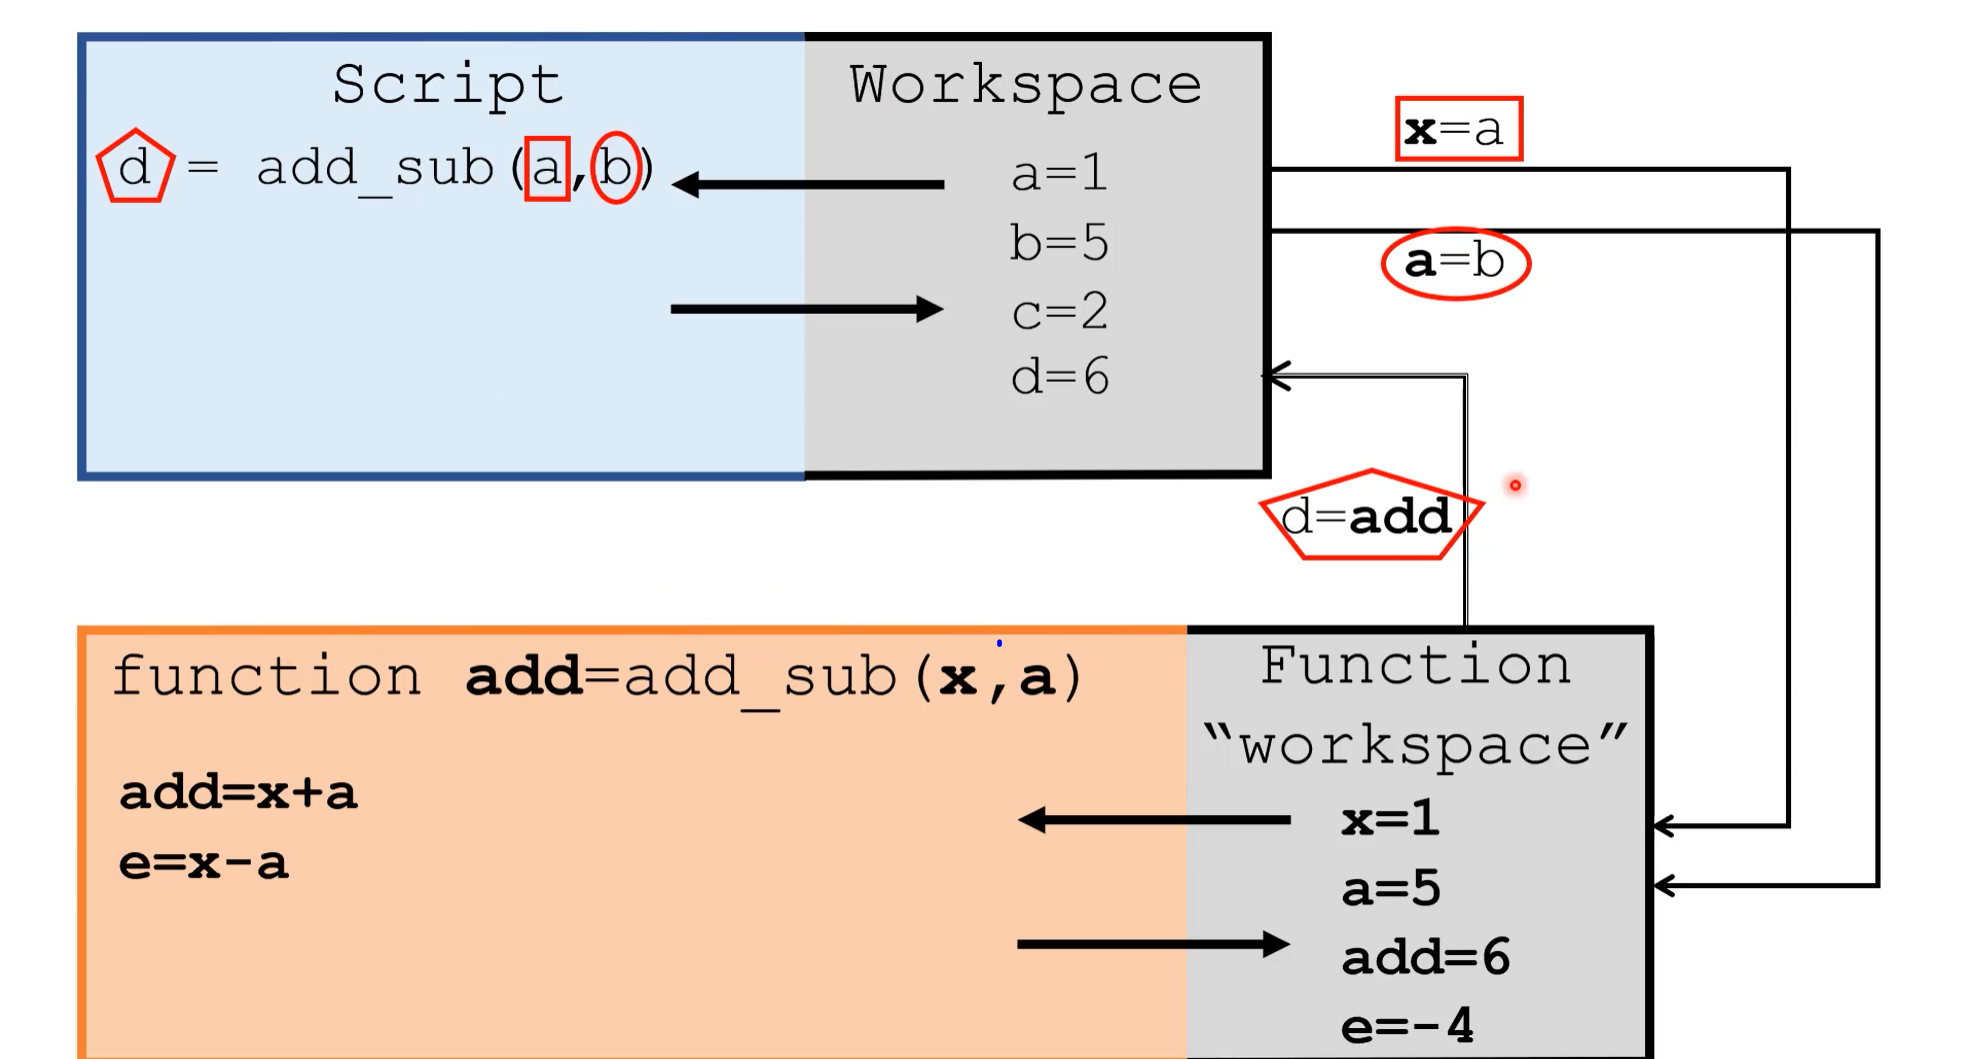 Script
d = add_sub(a,b)
Workspace
a=1
b=5
c=2
d=6
x=a
a=b
d=add
function add=add_sub(x,a)
add=x+a
e=x-a
Function
“workspace”
x=1
a=5
add=6
e=-4